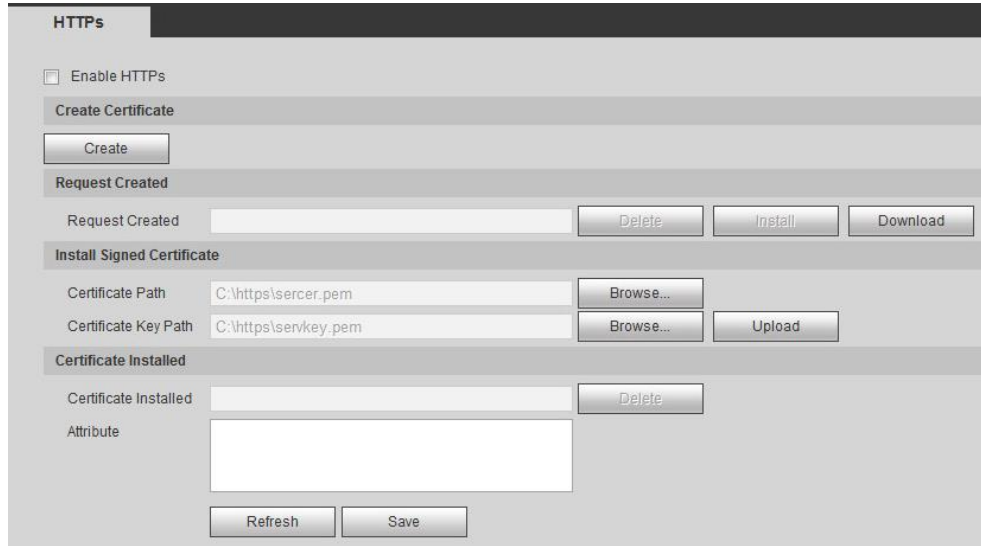 HTTPs
Enable HTTPs
Create Certificate
Create
Request Created
Request Created Delete Install Download
Install Signed Certificate
Certificate Path C:\https\sercer.pem Browse...
Certificate Key Path C:\https\servkey.pem Browse... Upload
Certificate Installed
Certificate Installed Delete
Attribute
Refresh Save